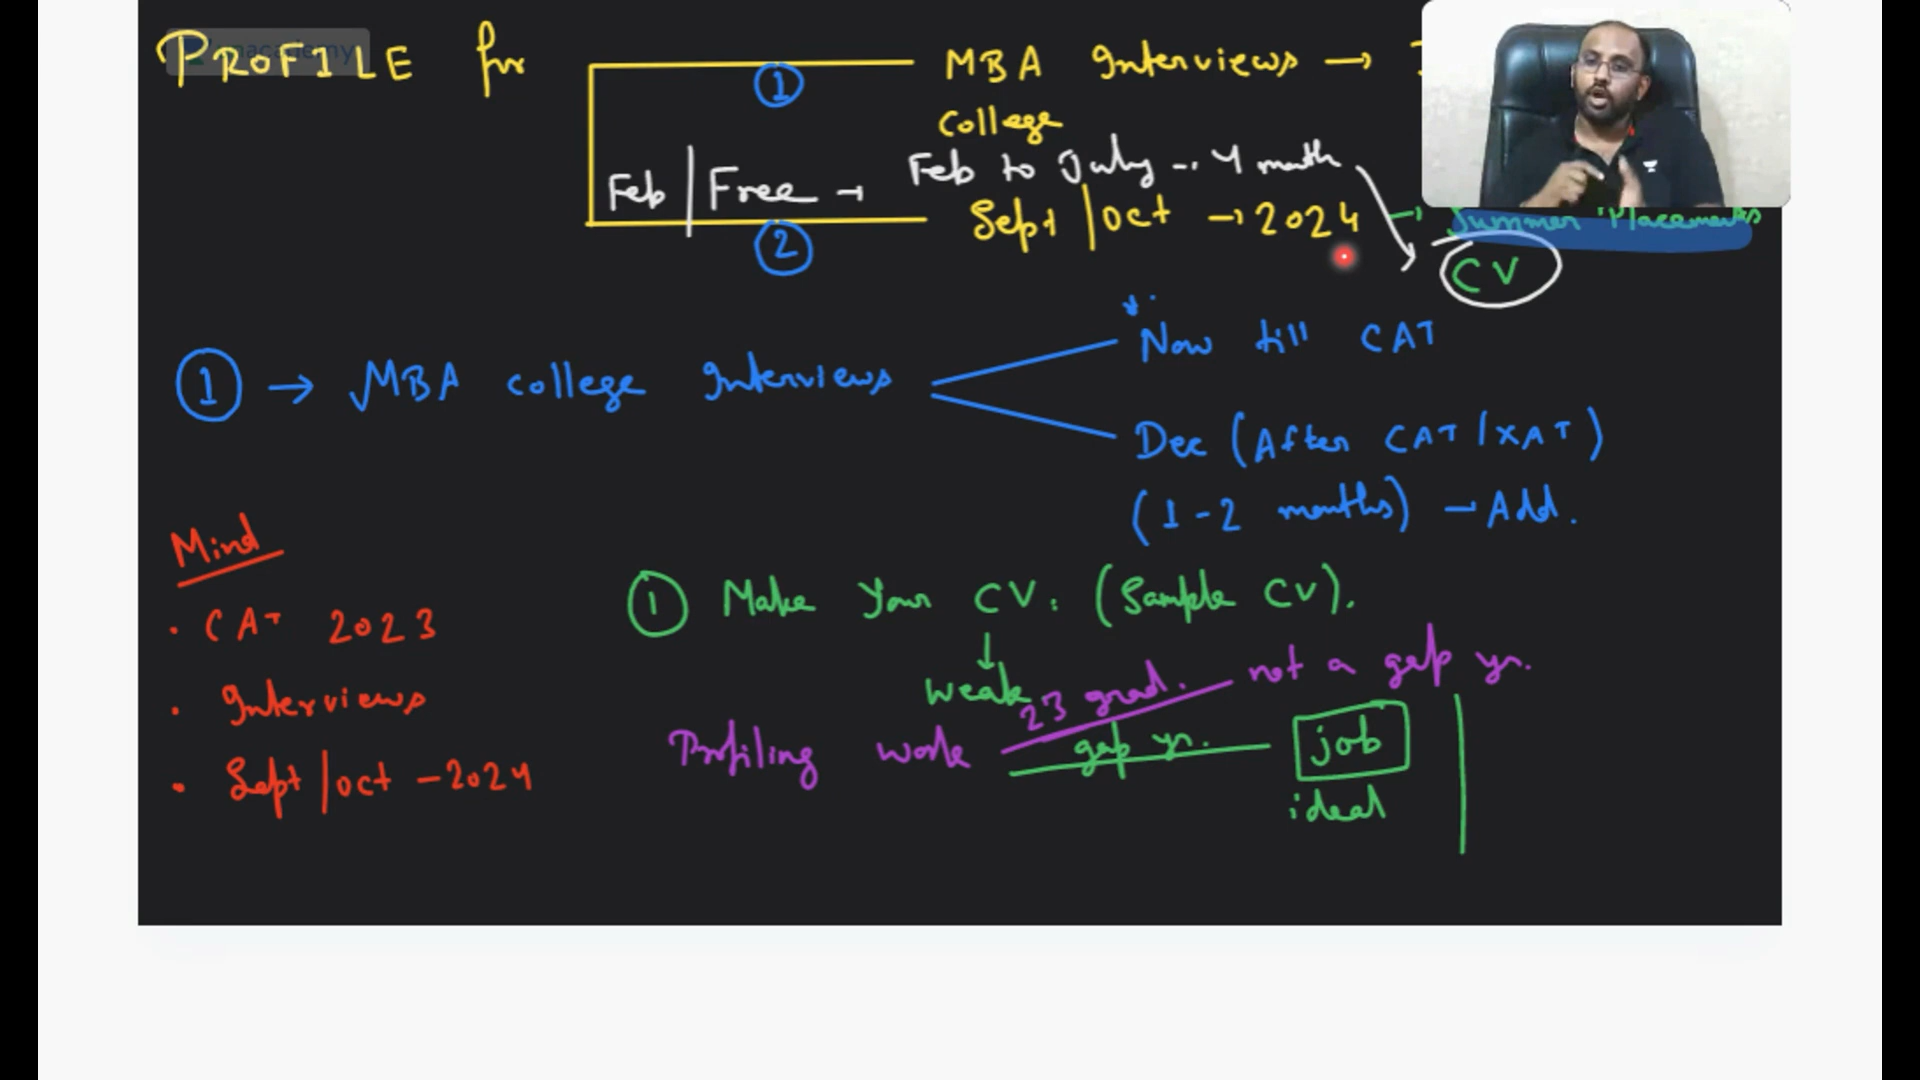 PROFILE for
① MBA Interviews →
College
Feb | Free → Feb to July -.. 4 month
② Sept | Oct → 2024 → Summer Placements
CV
① → MBA college Interviews
Now till CAT
Dec (After CAT / XAT)
(1-2 months) → Add.
Mind
• CAT 2023
• Interviews
• Sept | Oct - 2024
① Make Your CV: (Sample CV).
↓
Weak
23 grad. not a gap yr.
Profiling work gap yr. job
ideal